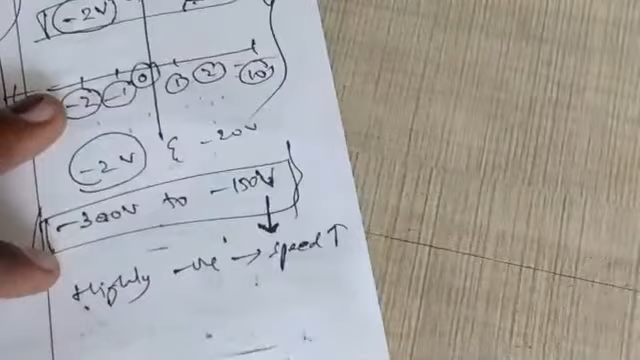 -2V
-2 -1 0 1 2 10
-2V & -20V
-300V to -150V
Highly -ve → speed ↑